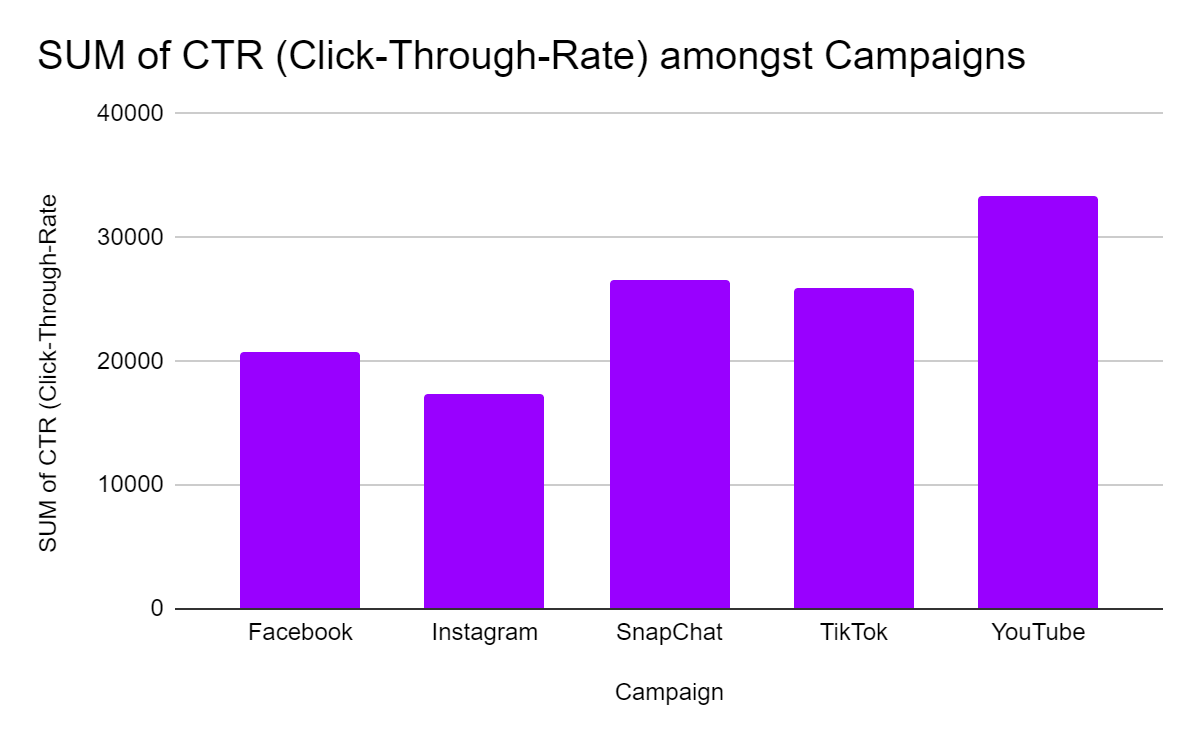 SUM of CTR (Click-Through-Rate) amongst Campaigns
SUM of CTR (Click-Through-Rate
40000
30000
20000
10000
0
Facebook Instagram SnapChat TikTok YouTube
Campaign